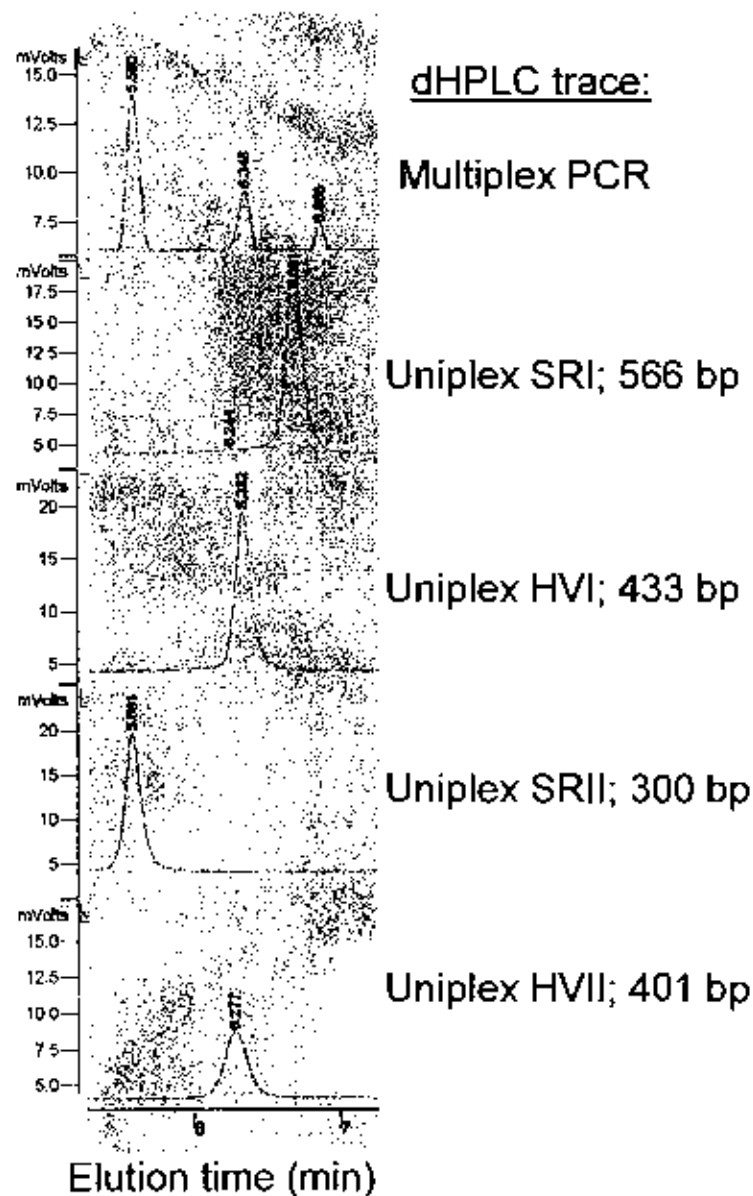 dHPLC trace:
mVolts
15.0
12.5
10.0
7.5
Multiplex PCR
mVolts
17.5
15.0
12.5
10.0
7.5
5.0
Uniplex SRI; 566 bp
mVolts
20
15
10
5
Uniplex HVI; 433 bp
mVolts
20
15
10
5
Uniplex SRII; 300 bp
mVolts
15.0
12.5
10.0
7.5
5.0
6.277
Uniplex HVII; 401 bp
6 7
Elution time (min)